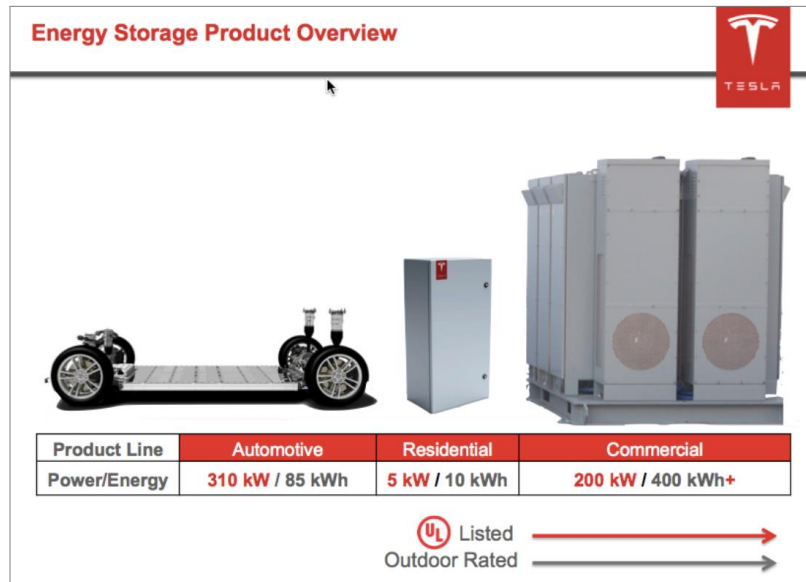 Energy Storage Product Overview
TESLA
Product Line Automotive Residential Commercial
Power/Energy 310 kW / 85 kWh 5 kW / 10 kWh 200 kW / 400 kWh+
UL Listed
Outdoor Rated